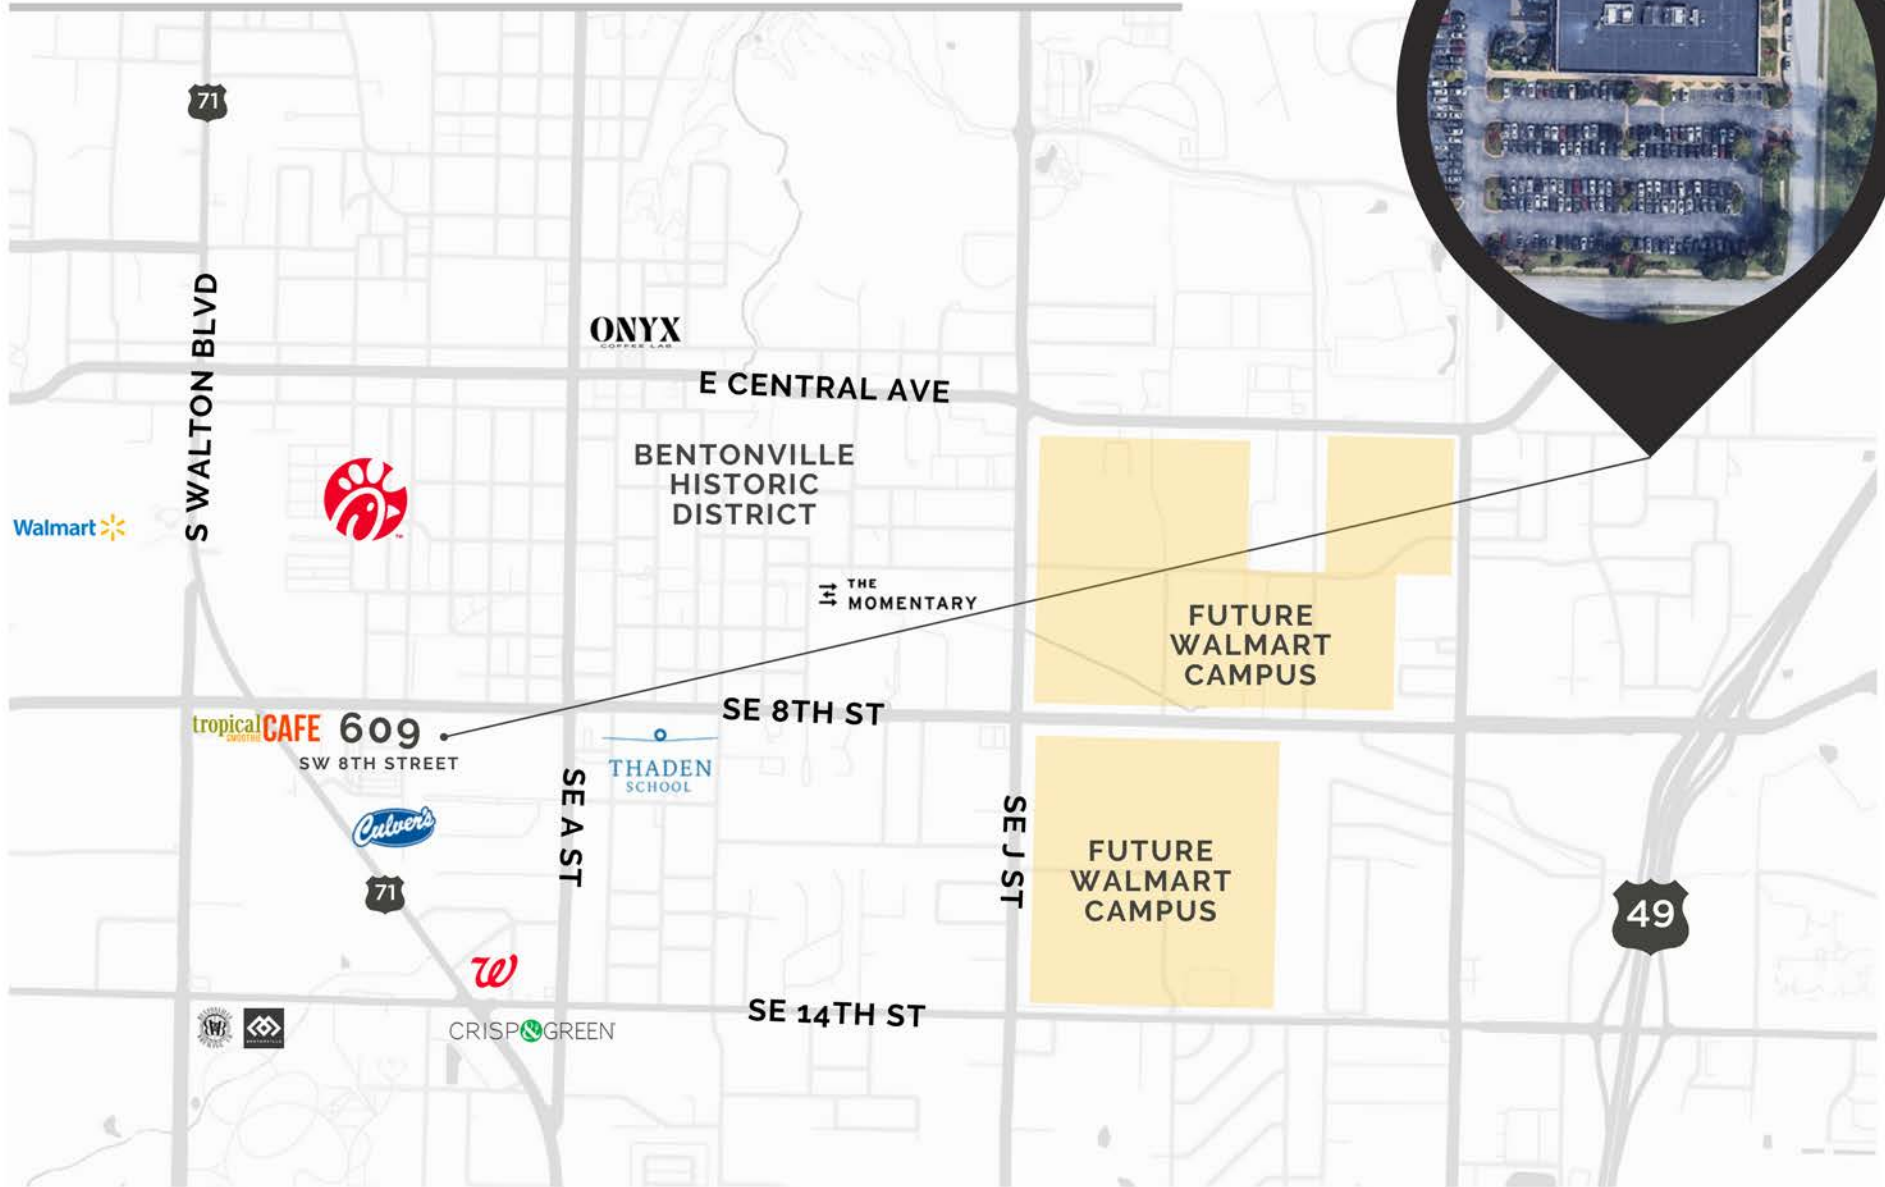 71
S WALTON BLVD
ONYX
COFFEE LAB
E CENTRAL AVE
BENTONVILLE
HISTORIC
DISTRICT
Walmart
THE
MOMENTARY
FUTURE
WALMART
CAMPUS
tropical CAFE
SMOOTHIE
609
SW 8TH STREET
SE 8TH ST
THADEN
SCHOOL
SE A ST
SE J ST
Culver's
71
FUTURE
WALMART
CAMPUS
49
W
SE 14TH ST
CRISP&GREEN